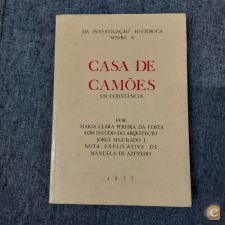 DA INVESTIGAÇÃO HISTÓRICA
SOBRE A
CASA DE
CAMÕES
EM CONSTÂNCIA
POR
MARIA CLARA PEREIRA DA COSTA
COM ESTUDO DO ARQUITECTO
JORGE SEGURADO E
NOTA EXPLICATIVA DE
MANUELA DE AZEVEDO
1977